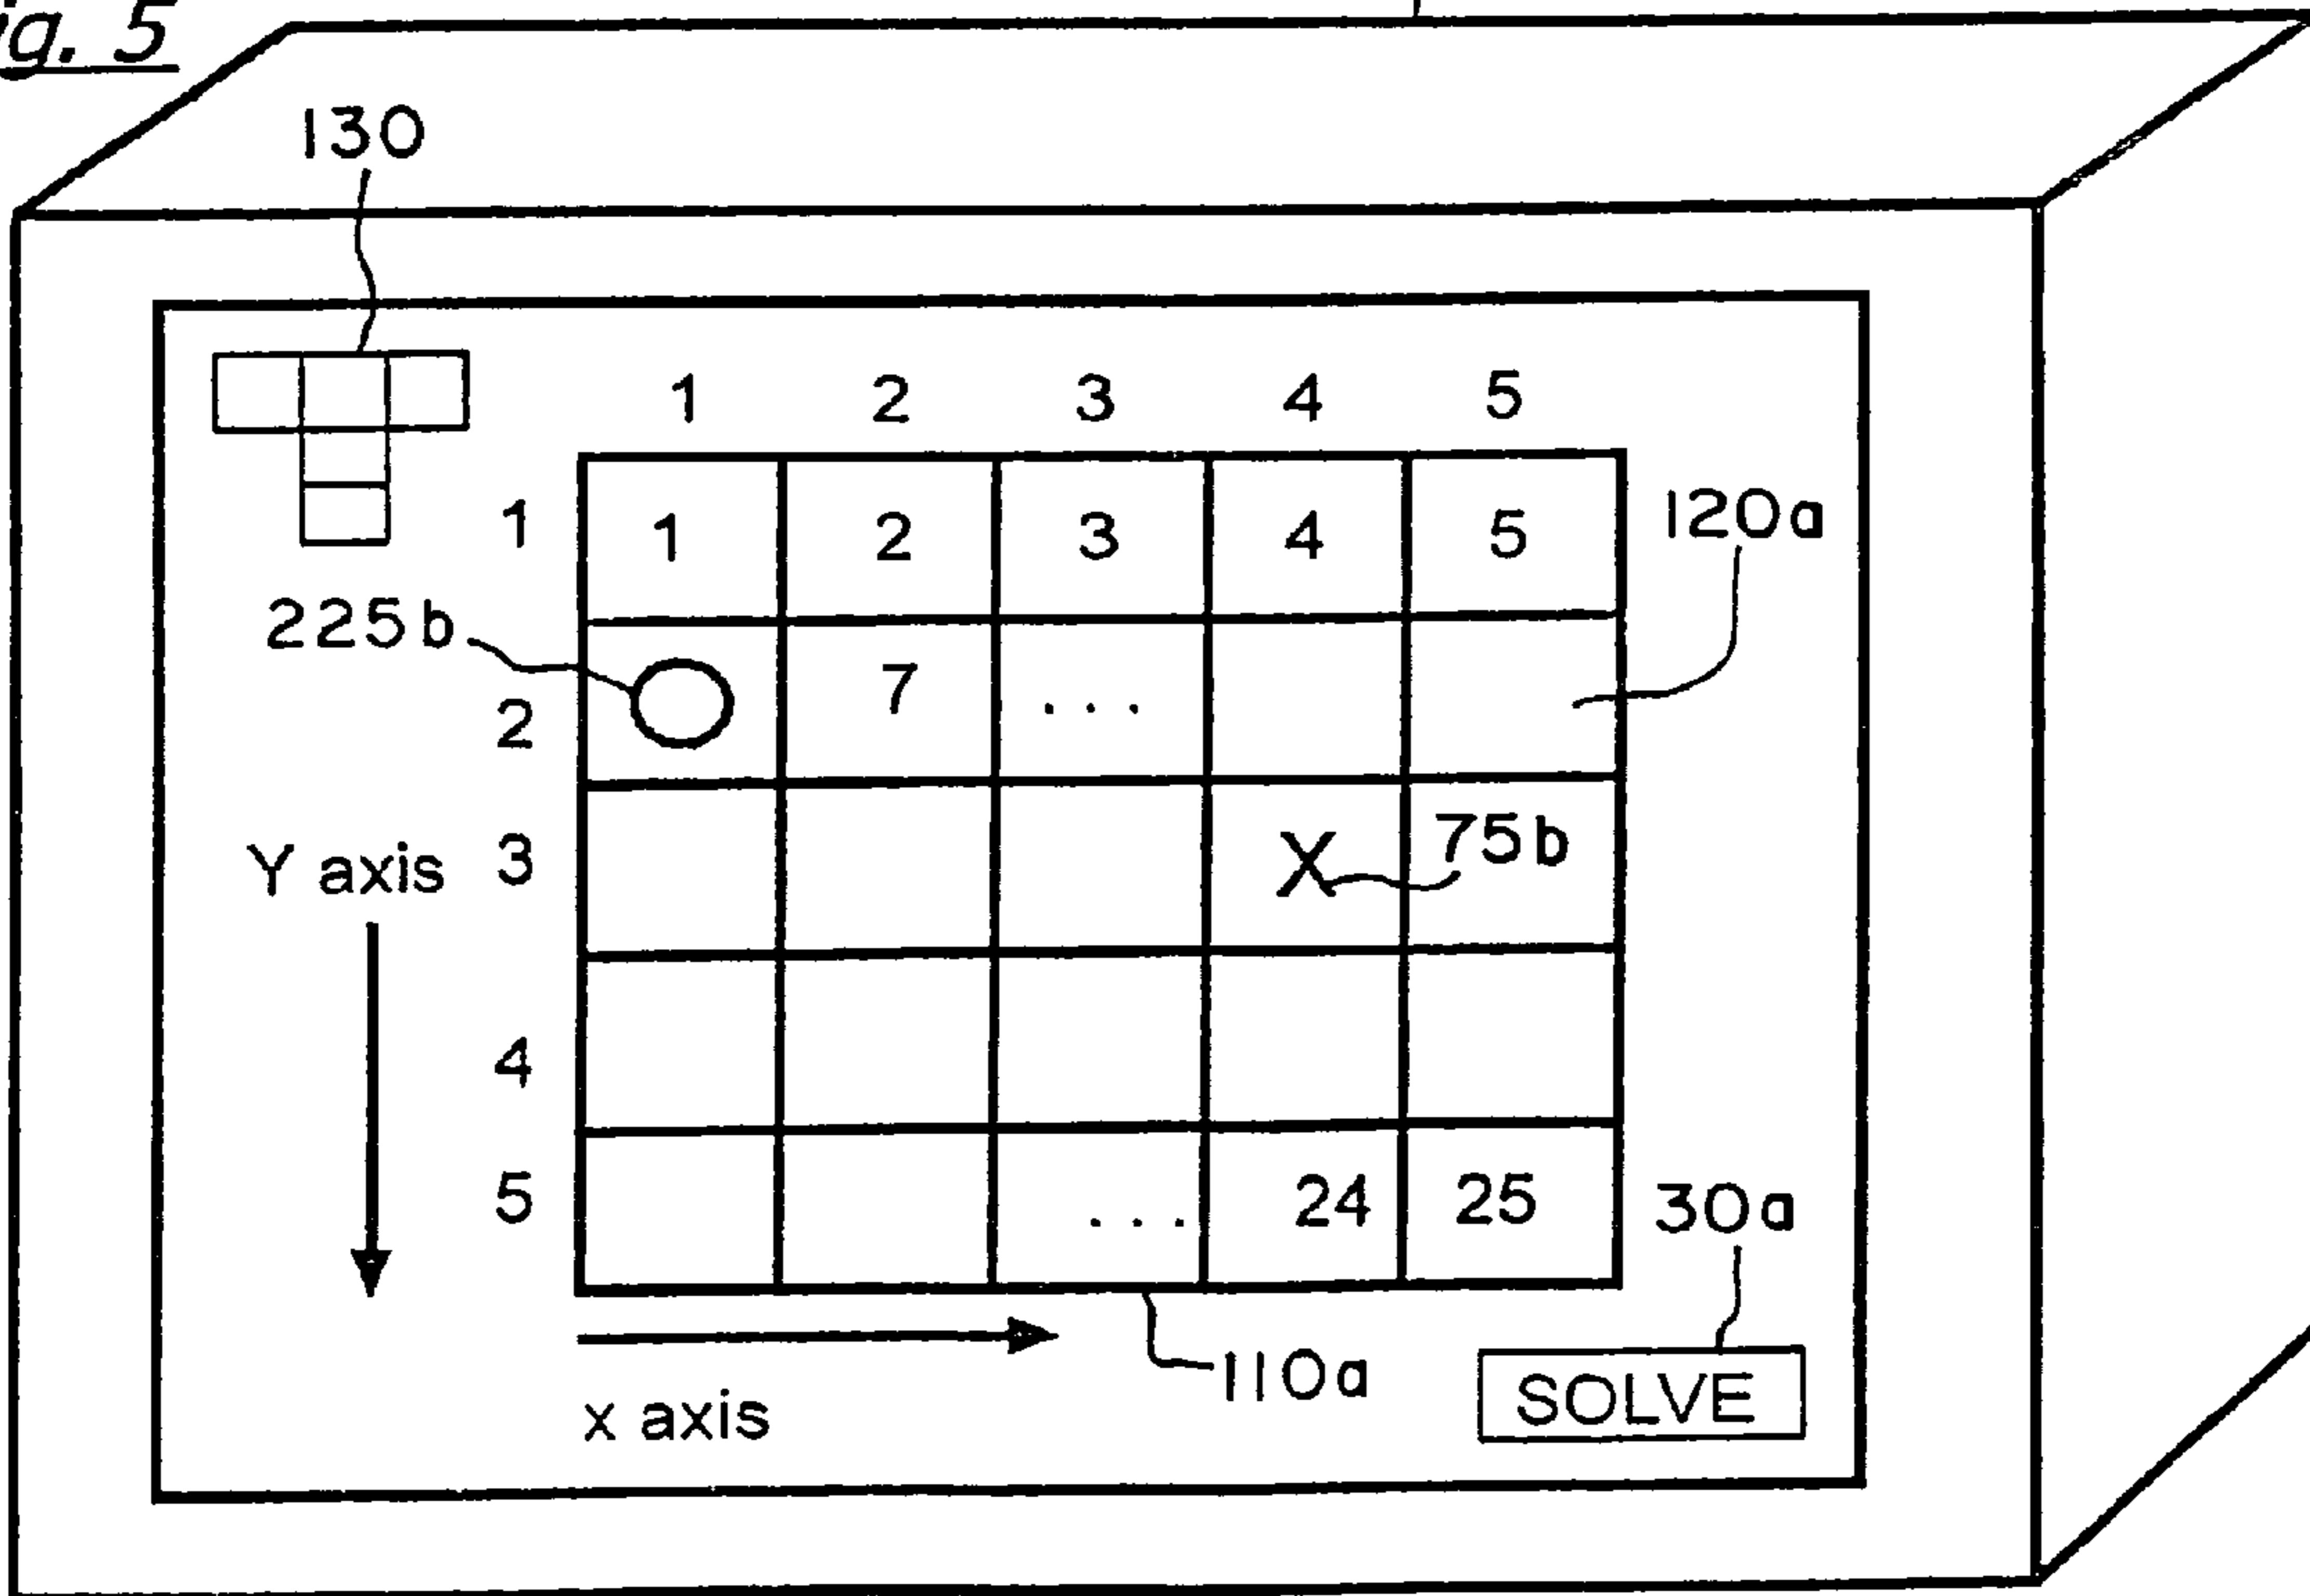 ig. 5
130
1 2 3 4 5
1 1 2 3 4 5 120a
225b
2 7 ...
Y axis 3 X 75b
4
5 ... 24 25 30a
110a
x axis
SOLVE